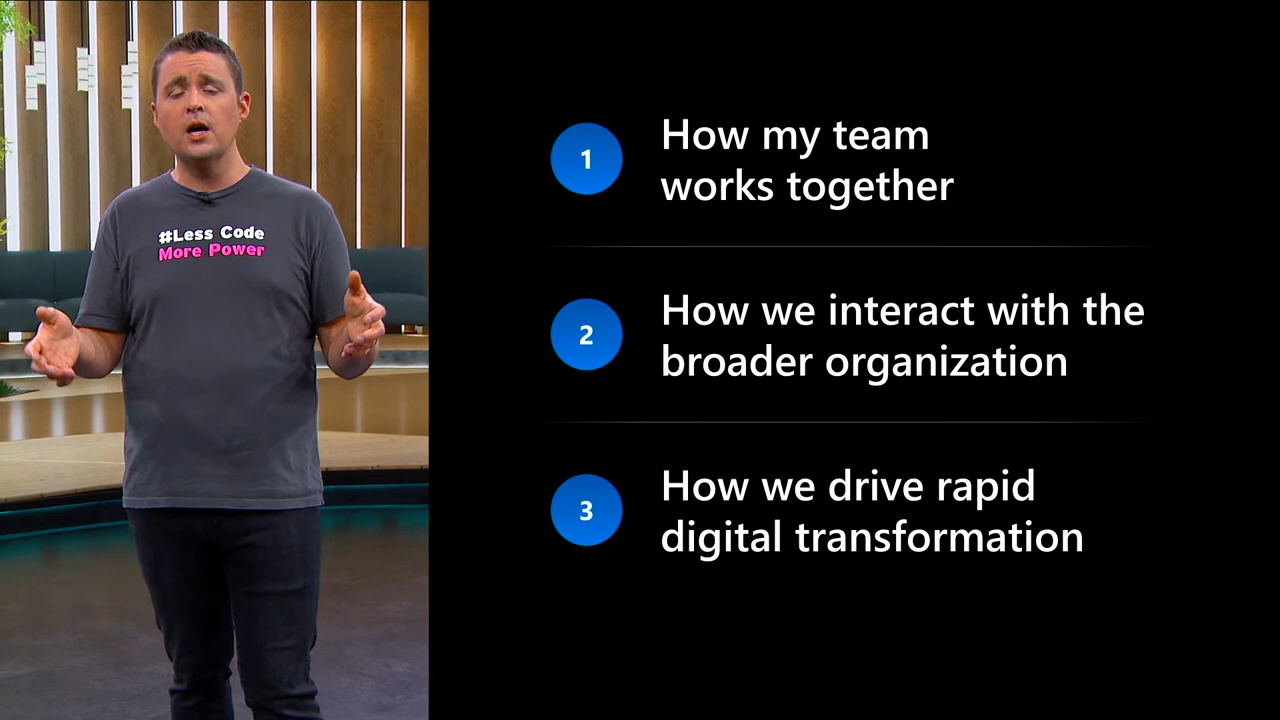 #Less Code
More Power
1
How my team
works together
2
How we interact with the
broader organization
3
How we drive rapid
digital transformation